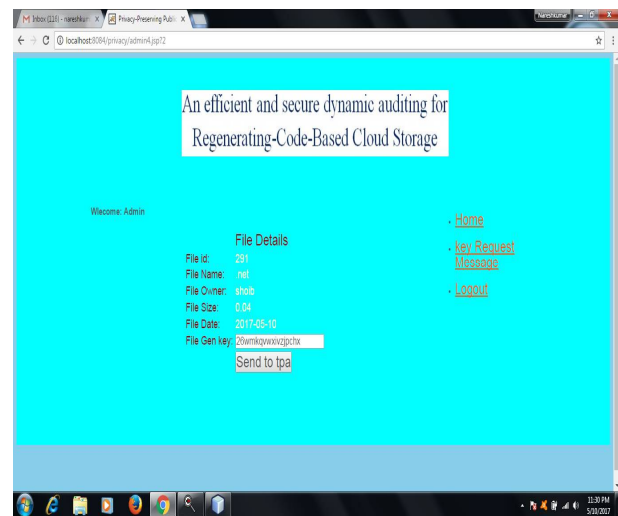 Inbox (116) - nareshkum
Privacy-Preserving Public
Nareshkumar
localhost:8084/privacy/admin4.jsp?2
An efficient and secure dynamic auditing for
Regenerating-Code-Based Cloud Storage
Wlecome: Admin
Home
key Request
Message
Logout
File Details
File id: 291
File Name: .net
File Owner: shoib
File Size: 0.04
File Date: 2017-05-10
File Gen key: 26wmkqvwxivzjpchx
Send to tpa
11:30 PM
5/10/2017